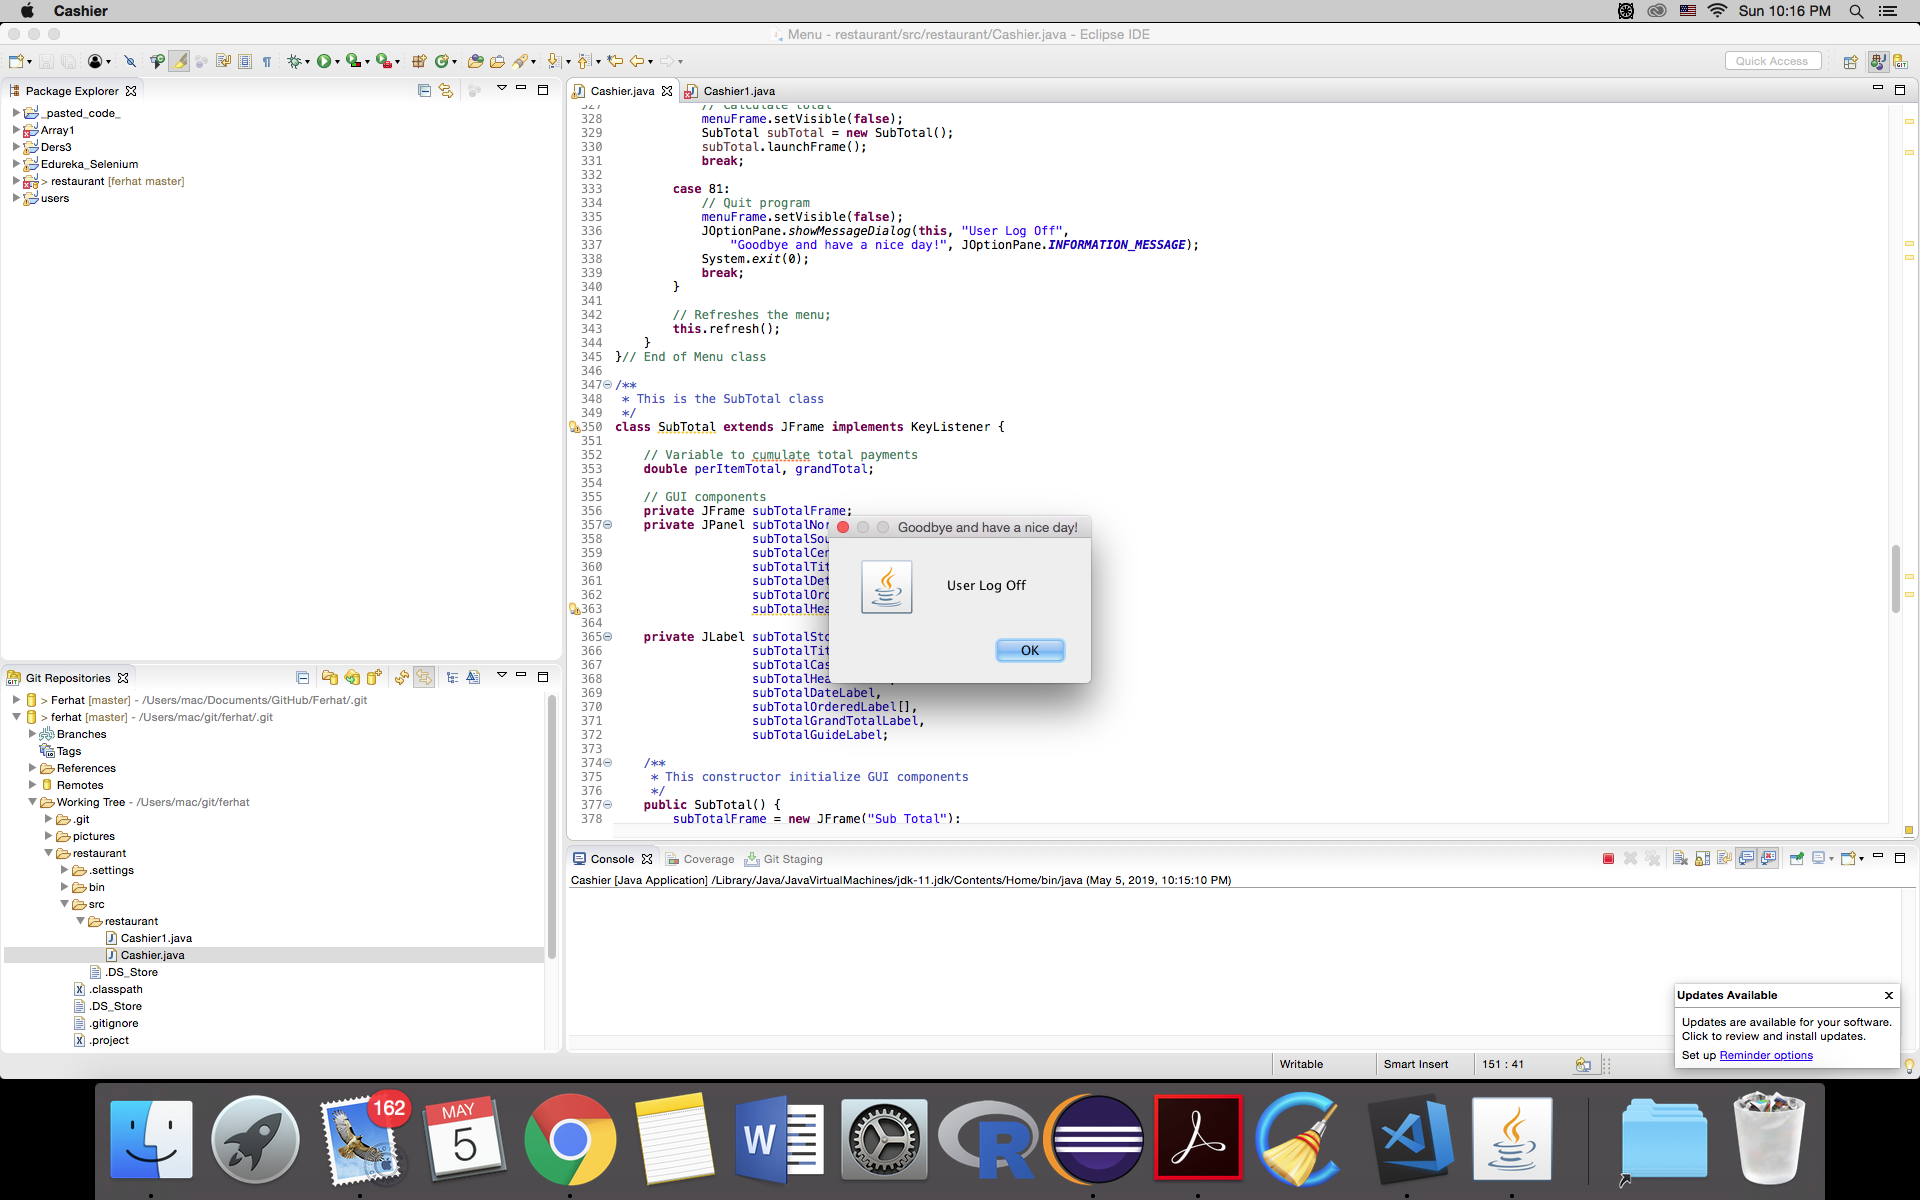 Cashier
Sun 10:16 PM
Menu - restaurant/src/restaurant/Cashier.java - Eclipse IDE
Quick Access
Package Explorer
_pasted_code_
Array1
Ders3
Edureka_Selenium
> restaurant [ferhat master]
users
Cashier.java
Cashier1.java
327 // Calculate total
328 menuFrame.setVisible(false);
329 SubTotal subTotal = new SubTotal();
330 subTotal.launchFrame();
331 break;
332
333 case 81:
334 // Quit program
335 menuFrame.setVisible(false);
336 JOptionPane.showMessageDialog(this, "User Log Off",
337 "Goodbye and have a nice day!", JOptionPane.INFORMATION_MESSAGE);
338 System.exit(0);
339 break;
340 }
341
342 // Refreshes the menu;
343 this.refresh();
344 }
345 }// End of Menu class
346
347 /**
348 * This is the SubTotal class
349 */
350 class SubTotal extends JFrame implements KeyListener {
351
352 // Variable to cumulate total payments
353 double perItemTotal, grandTotal;
354
355 // GUI components
356 private JFrame subTotalFrame;
357 private JPanel subTotalNor
358 subTotalSou
359 subTotalCen
360 subTotalTit
361 subTotalDet
362 subTotalOrd
363 subTotalHea
364
365 private JLabel subTotalSto
366 subTotalTit
367 subTotalCas
368 subTotalHea
369 subTotalDateLabel,
370 subTotalOrderedLabel[],
371 subTotalGrandTotalLabel,
372 subTotalGuideLabel;
373
374 /**
375 * This constructor initialize GUI components
376 */
377 public SubTotal() {
378 subTotalFrame = new JFrame("Sub Total");
Goodbye and have a nice day!
User Log Off
OK
Git Repositories
> Ferhat [master] - /Users/mac/Documents/GitHub/Ferhat/.git
> ferhat [master] - /Users/mac/git/ferhat/.git
Branches
Tags
References
Remotes
Working Tree - /Users/mac/git/ferhat
.git
pictures
restaurant
.settings
bin
src
restaurant
Cashier1.java
Cashier.java
.DS_Store
.classpath
.DS_Store
.gitignore
.project
Console
Coverage
Git Staging
Cashier [Java Application] /Library/Java/JavaVirtualMachines/jdk-11.jdk/Contents/Home/bin/java (May 5, 2019, 10:15:10 PM)
Updates Available
Updates are available for your software.
Click to review and install updates.
Set up Reminder options
Writable
Smart Insert
151 : 41
162
MAY
5
W
R